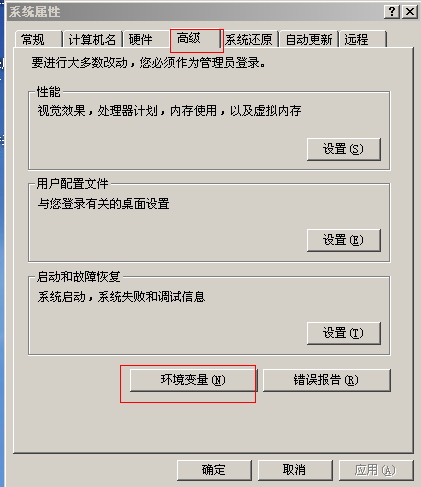 系统属性
常规 计算机名 硬件 高级 系统还原 自动更新 远程
要进行大多数改动，您必须作为管理员登录。
性能
视觉效果，处理器计划，内存使用，以及虚拟内存
设置(S)
用户配置文件
与您登录有关的桌面设置
设置(E)
启动和故障恢复
系统启动，系统失败和调试信息
设置(T)
环境变量(N) 错误报告(R)
确定 取消 应用(A)